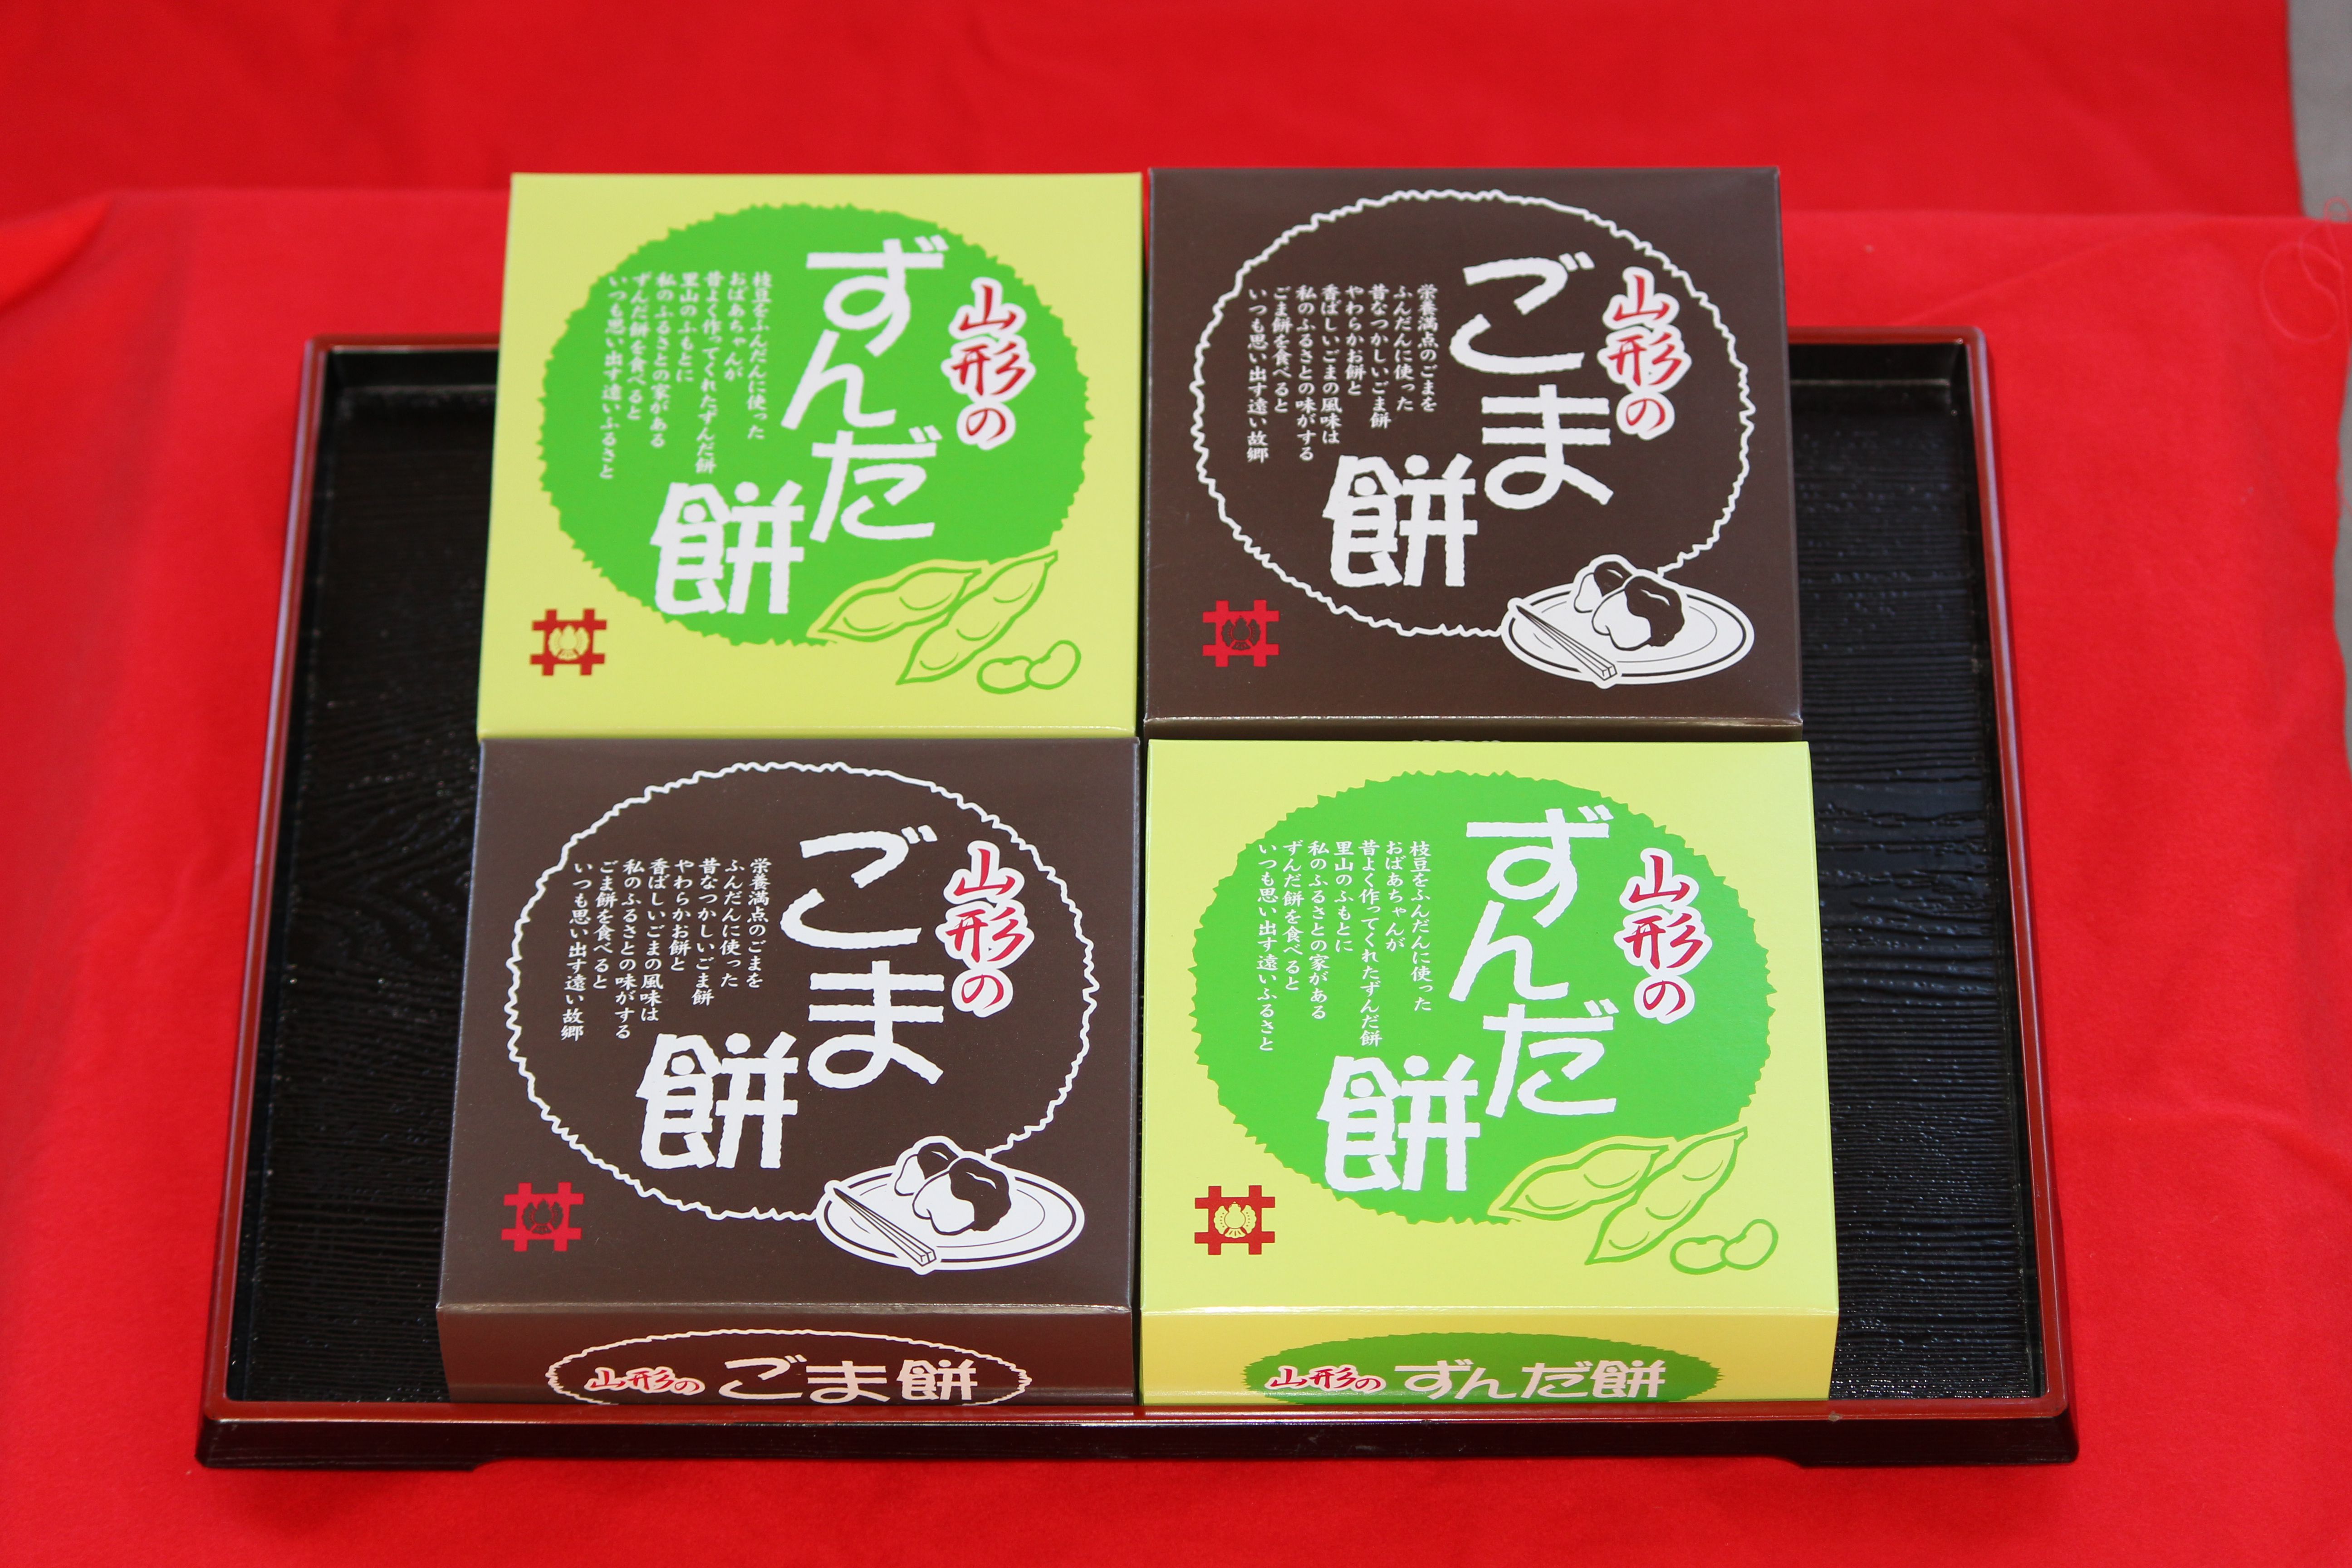 山形の
ずんだ
餅
枝豆をふんだんに使った
おばあちゃんが
昔よく作ってくれたずんだ餅
里山のふもとに
私のふるさとの家がある
ずんだ餅を食べると
いつも思い出す遠いふるさと
山形の
ごま
餅
栄養満点のごまを
ふんだんに使った
昔なつかしいごま餅
やわらかお餅と
香ばしいごまの風味は
私のふるさとの味がする
ごま餅を食べると
いつも思い出す遠い故郷
山形の
ごま
餅
栄養満点のごまを
ふんだんに使った
昔なつかしいごま餅
やわらかお餅と
香ばしいごまの風味は
私のふるさとの味がする
ごま餅を食べると
いつも思い出す遠い故郷
山形の ごま餅
山形の
ずんだ
餅
枝豆をふんだんに使った
おばあちゃんが
昔よく作ってくれたずんだ餅
里山のふもとに
私のふるさとの家がある
ずんだ餅を食べると
いつも思い出す遠いふるさと
山形の ずんだ餅